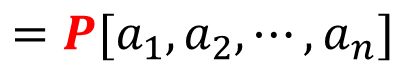 = P[a₁, a₂, ⋯ , aₙ]